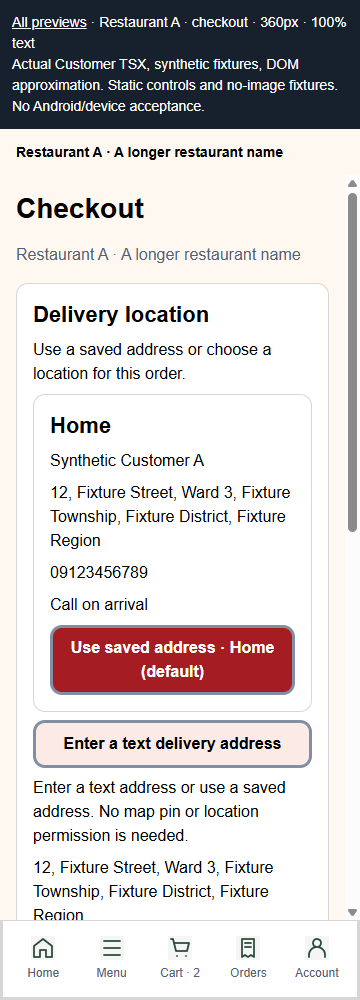 All previews · Restaurant A · checkout · 360px · 100%
text
Actual Customer TSX, synthetic fixtures, DOM
approximation. Static controls and no-image fixtures.
No Android/device acceptance.
Restaurant A · A longer restaurant name
Checkout
Restaurant A · A longer restaurant name
Delivery location
Use a saved address or choose a
location for this order.
Home
Synthetic Customer A
12, Fixture Street, Ward 3, Fixture
Township, Fixture District, Fixture
Region
09123456789
Call on arrival
Use saved address · Home
(default)
Enter a text delivery address
Enter a text address or use a saved
address. No map pin or location
permission is needed.
12, Fixture Street, Ward 3, Fixture
Township, Fixture District, Fixture
Region
Home
Menu
Cart · 2
Orders
Account